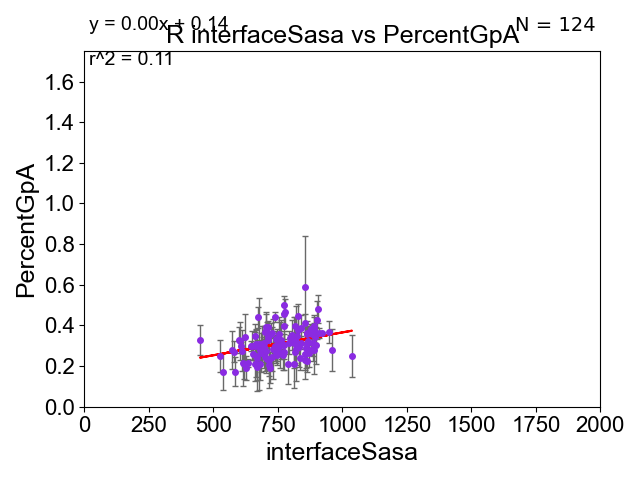 y = 0.00x + 0.14
N = 124
R interfaceSasa vs PercentGpA
r^2 = 0.11
PercentGpA
1.6
1.4
1.2
1.0
0.8
0.6
0.4
0.2
0.0
0 250 500 750 1000 1250 1500 1750 2000
interfaceSasa